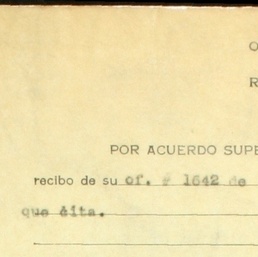 O
R
POR ACUERDO SUPE
recibo de su of. # 1642 de
que cita.